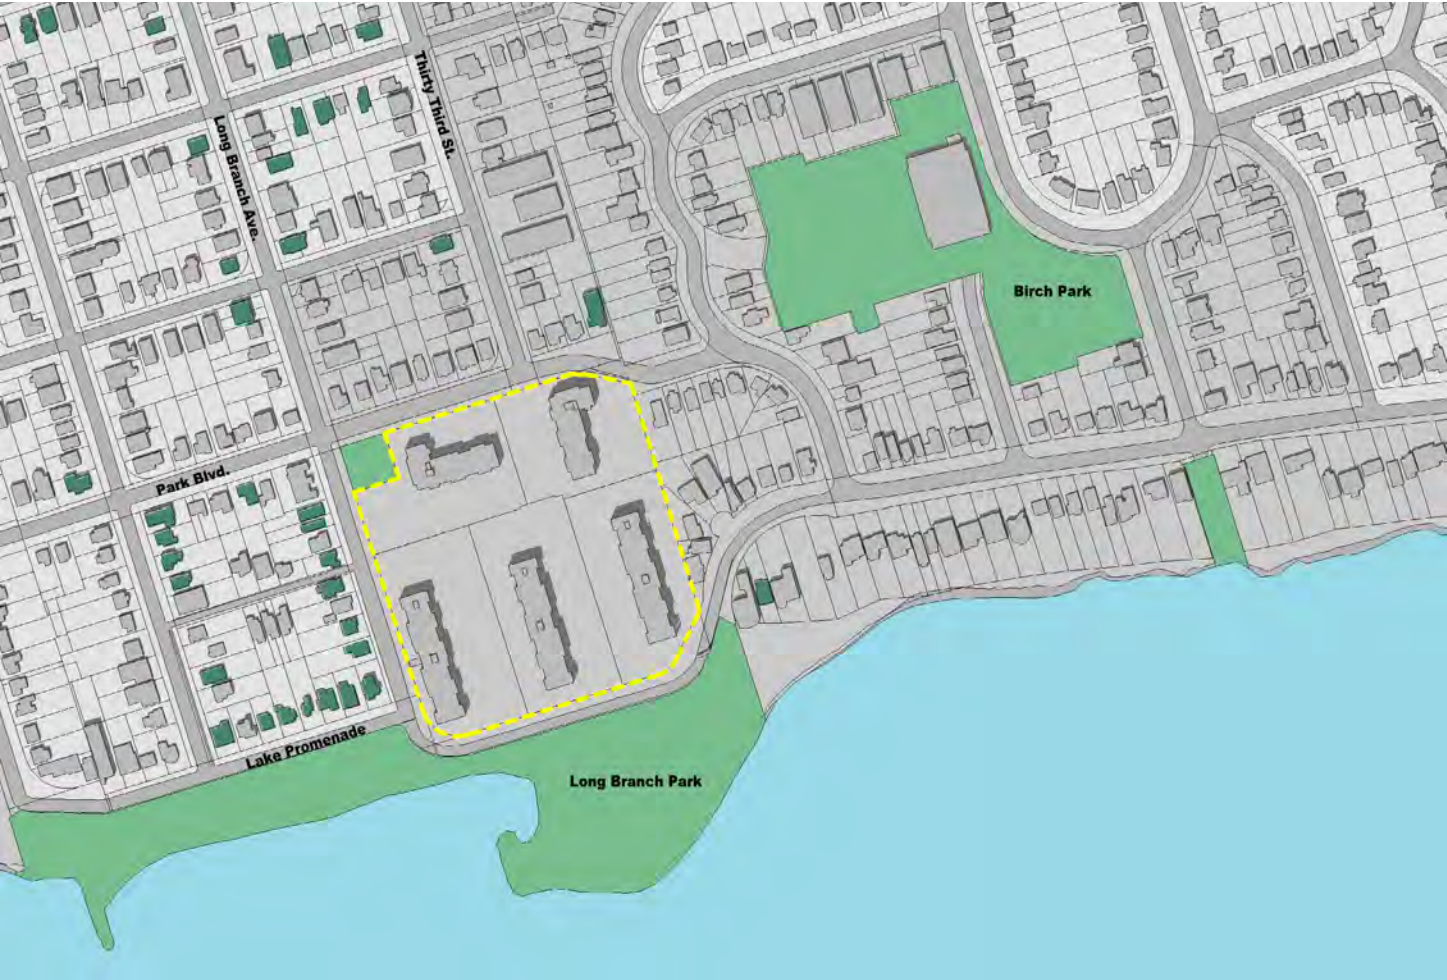 Thirty Third St.
Long Branch Ave.
Birch Park
Park Blvd.
Lake Promenade
Long Branch Park